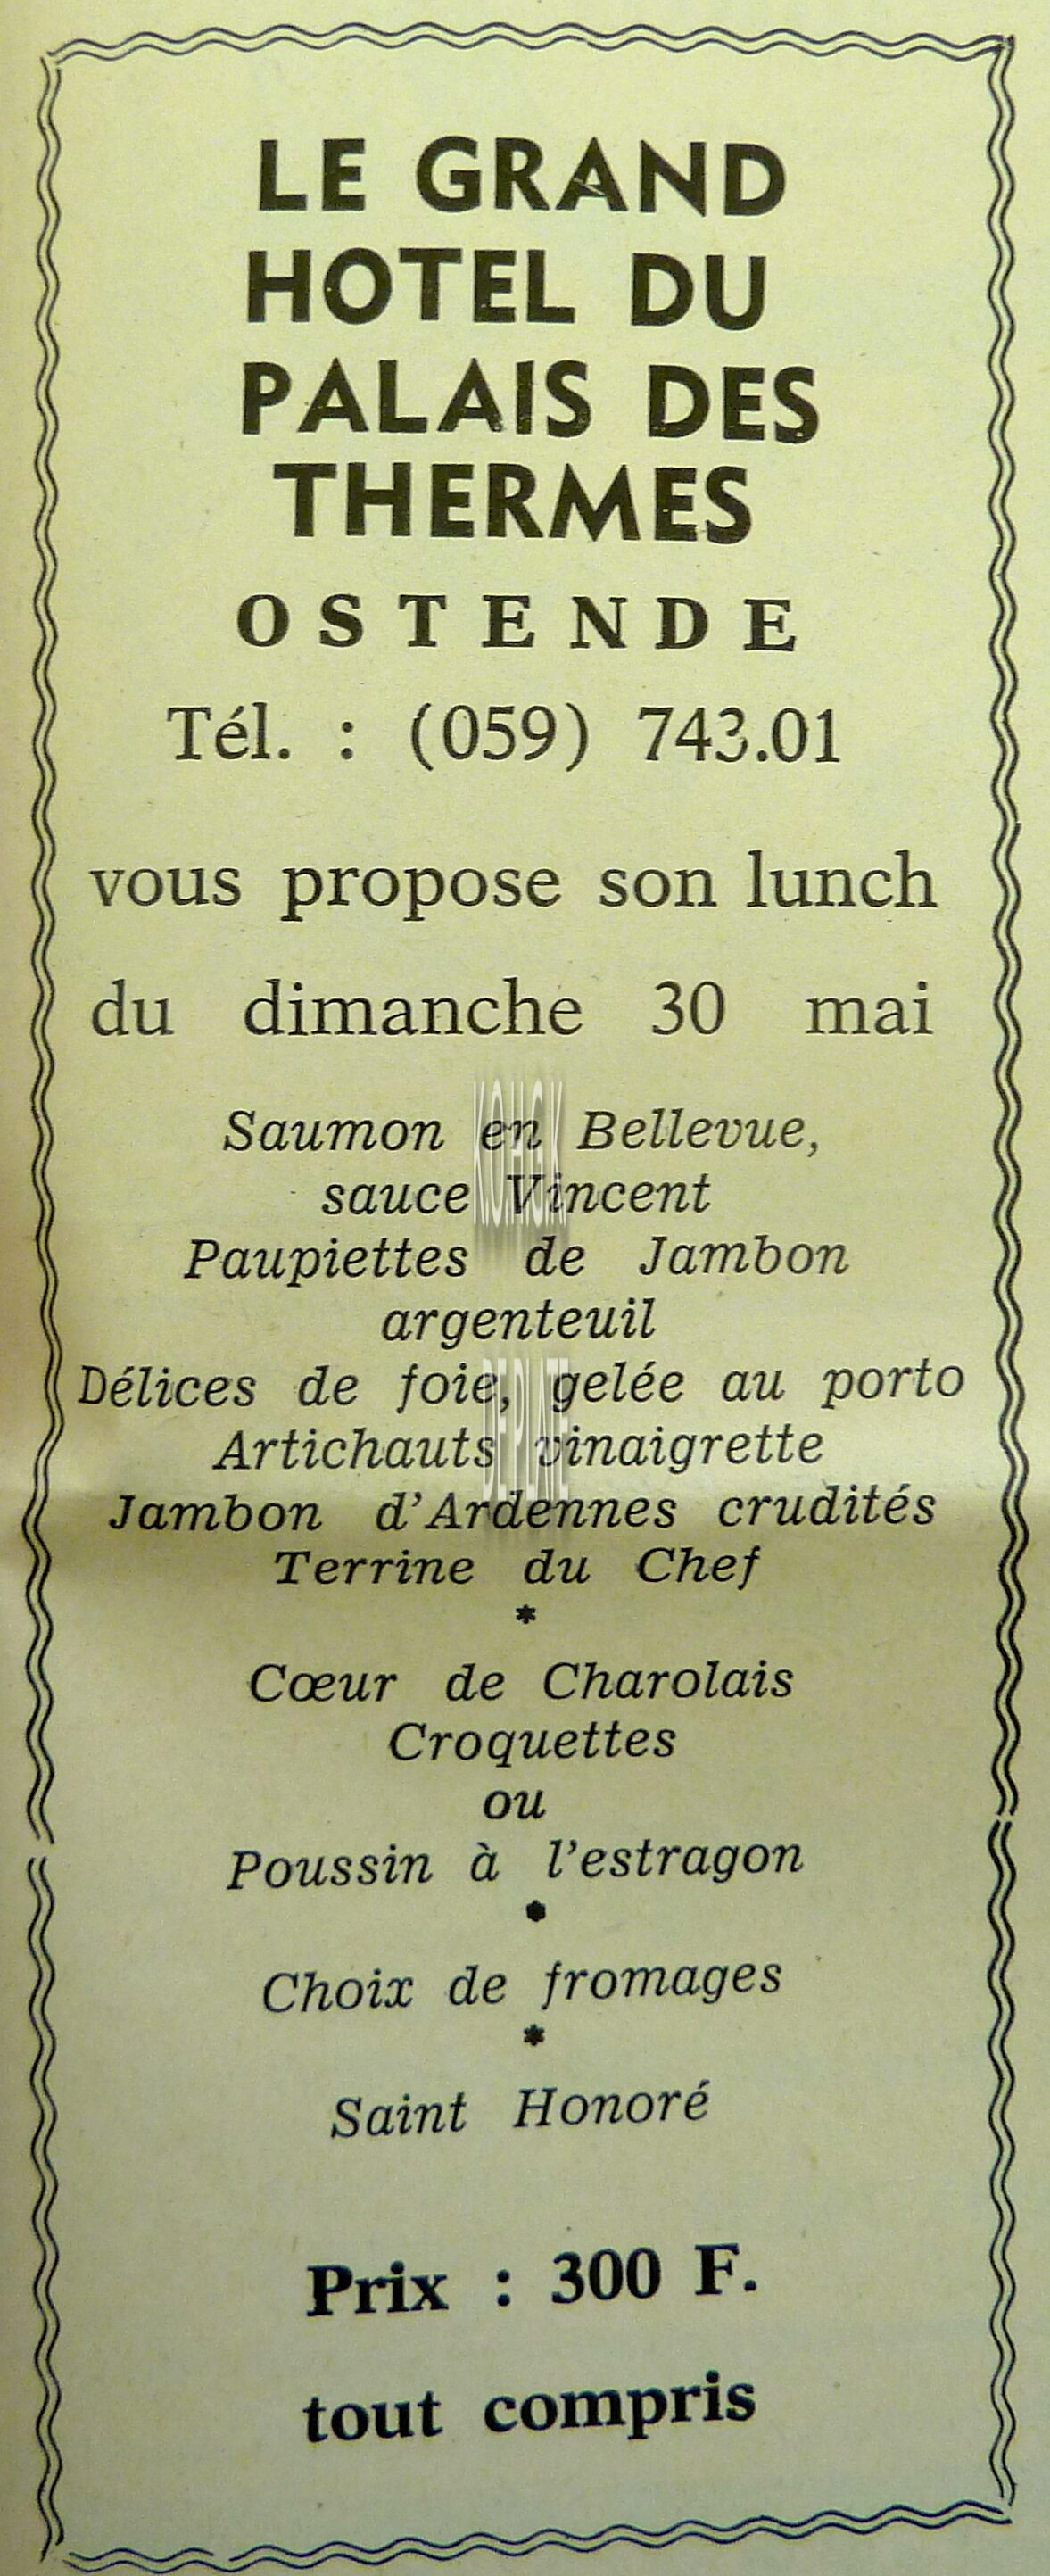 LE GRAND
HOTEL DU
PALAIS DES
THERMES
OSTENDE
Tél. : (059) 743.01
vous propose son lunch
du dimanche 30 mai
Saumon en Bellevue,
sauce Vincent
Paupiettes de Jambon
argenteuil
Délices de foie, gelée au porto
Artichauts vinaigrette
Jambon d'Ardennes crudités
Terrine du Chef
*
Cœur de Charolais
Croquettes
ou
Poussin à l'estragon
*
Choix de fromages
*
Saint Honoré
Prix : 300 F.
tout compris
KOHGK
DE PLATE